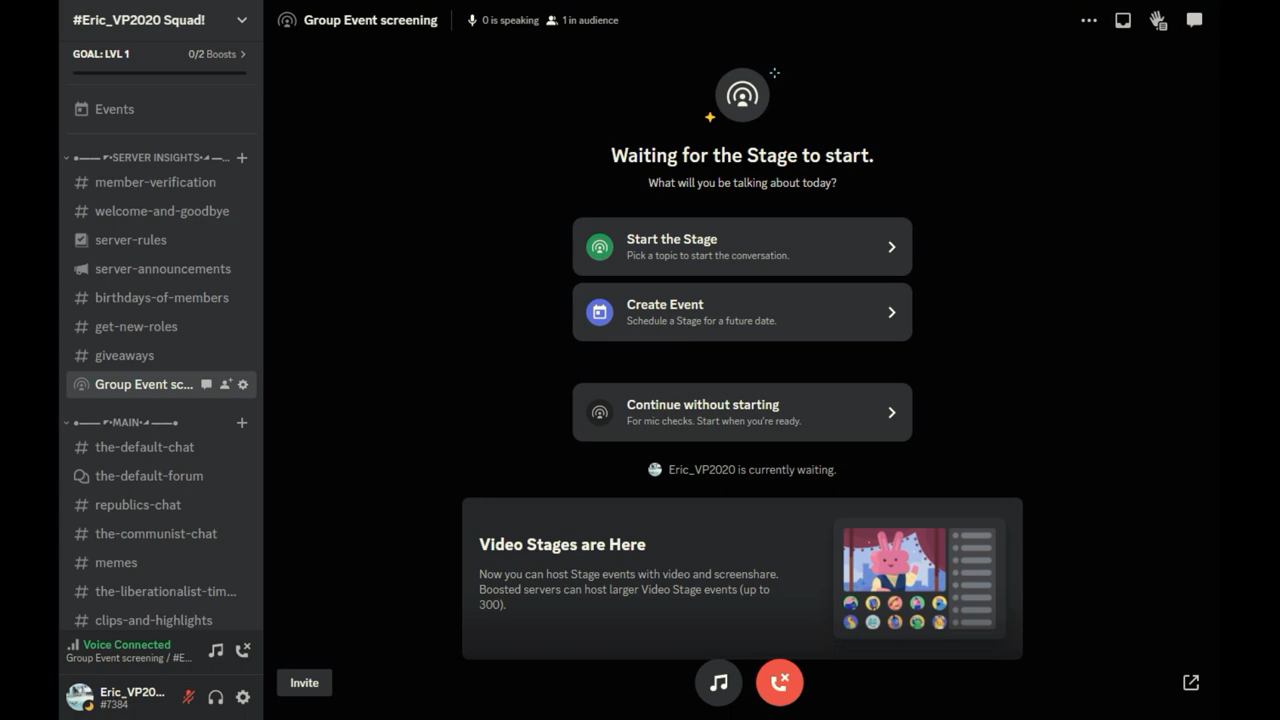 #Eric_VP2020 Squad!
GOAL: LVL 1
0/2 Boosts
Events
SERVER INSIGHTS
member-verification
welcome-and-goodbye
server-rules
server-announcements
birthdays-of-members
get-new-roles
giveaways
Group Event sc...
MAIN
the-default-chat
the-default-forum
republics-chat
the-communist-chat
memes
the-liberationalist-tim...
clips-and-highlights
Voice Connected
Group Event screening / #E...
Eric_VP20...
#7384
Group Event screening
0 is speaking
1 in audience
Waiting for the Stage to start.
What will you be talking about today?
Start the Stage
Pick a topic to start the conversation.
Create Event
Schedule a Stage for a future date.
Continue without starting
For mic checks. Start when you're ready.
Eric_VP2020 is currently waiting.
Video Stages are Here
Now you can host Stage events with video and screenshare.
Boosted servers can host larger Video Stage events (up to
300).
Invite